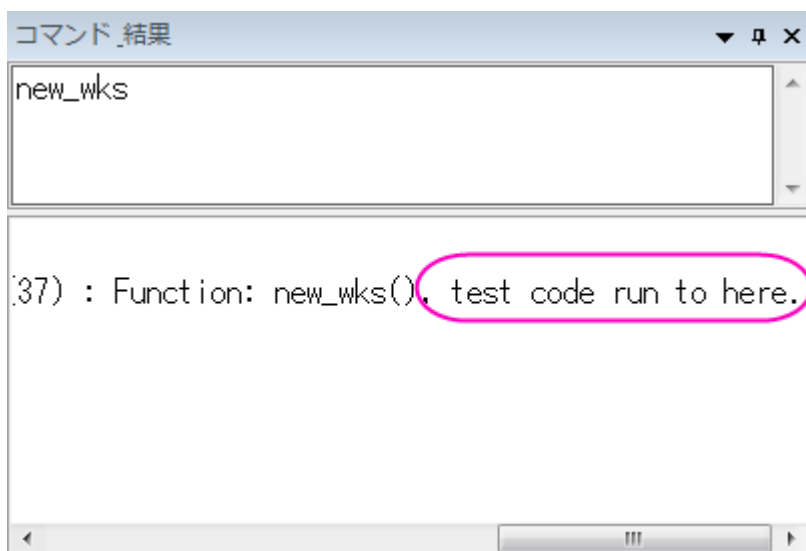 コマンド_結果
new_wks
(37) : Function: new_wks(), test code run to here.